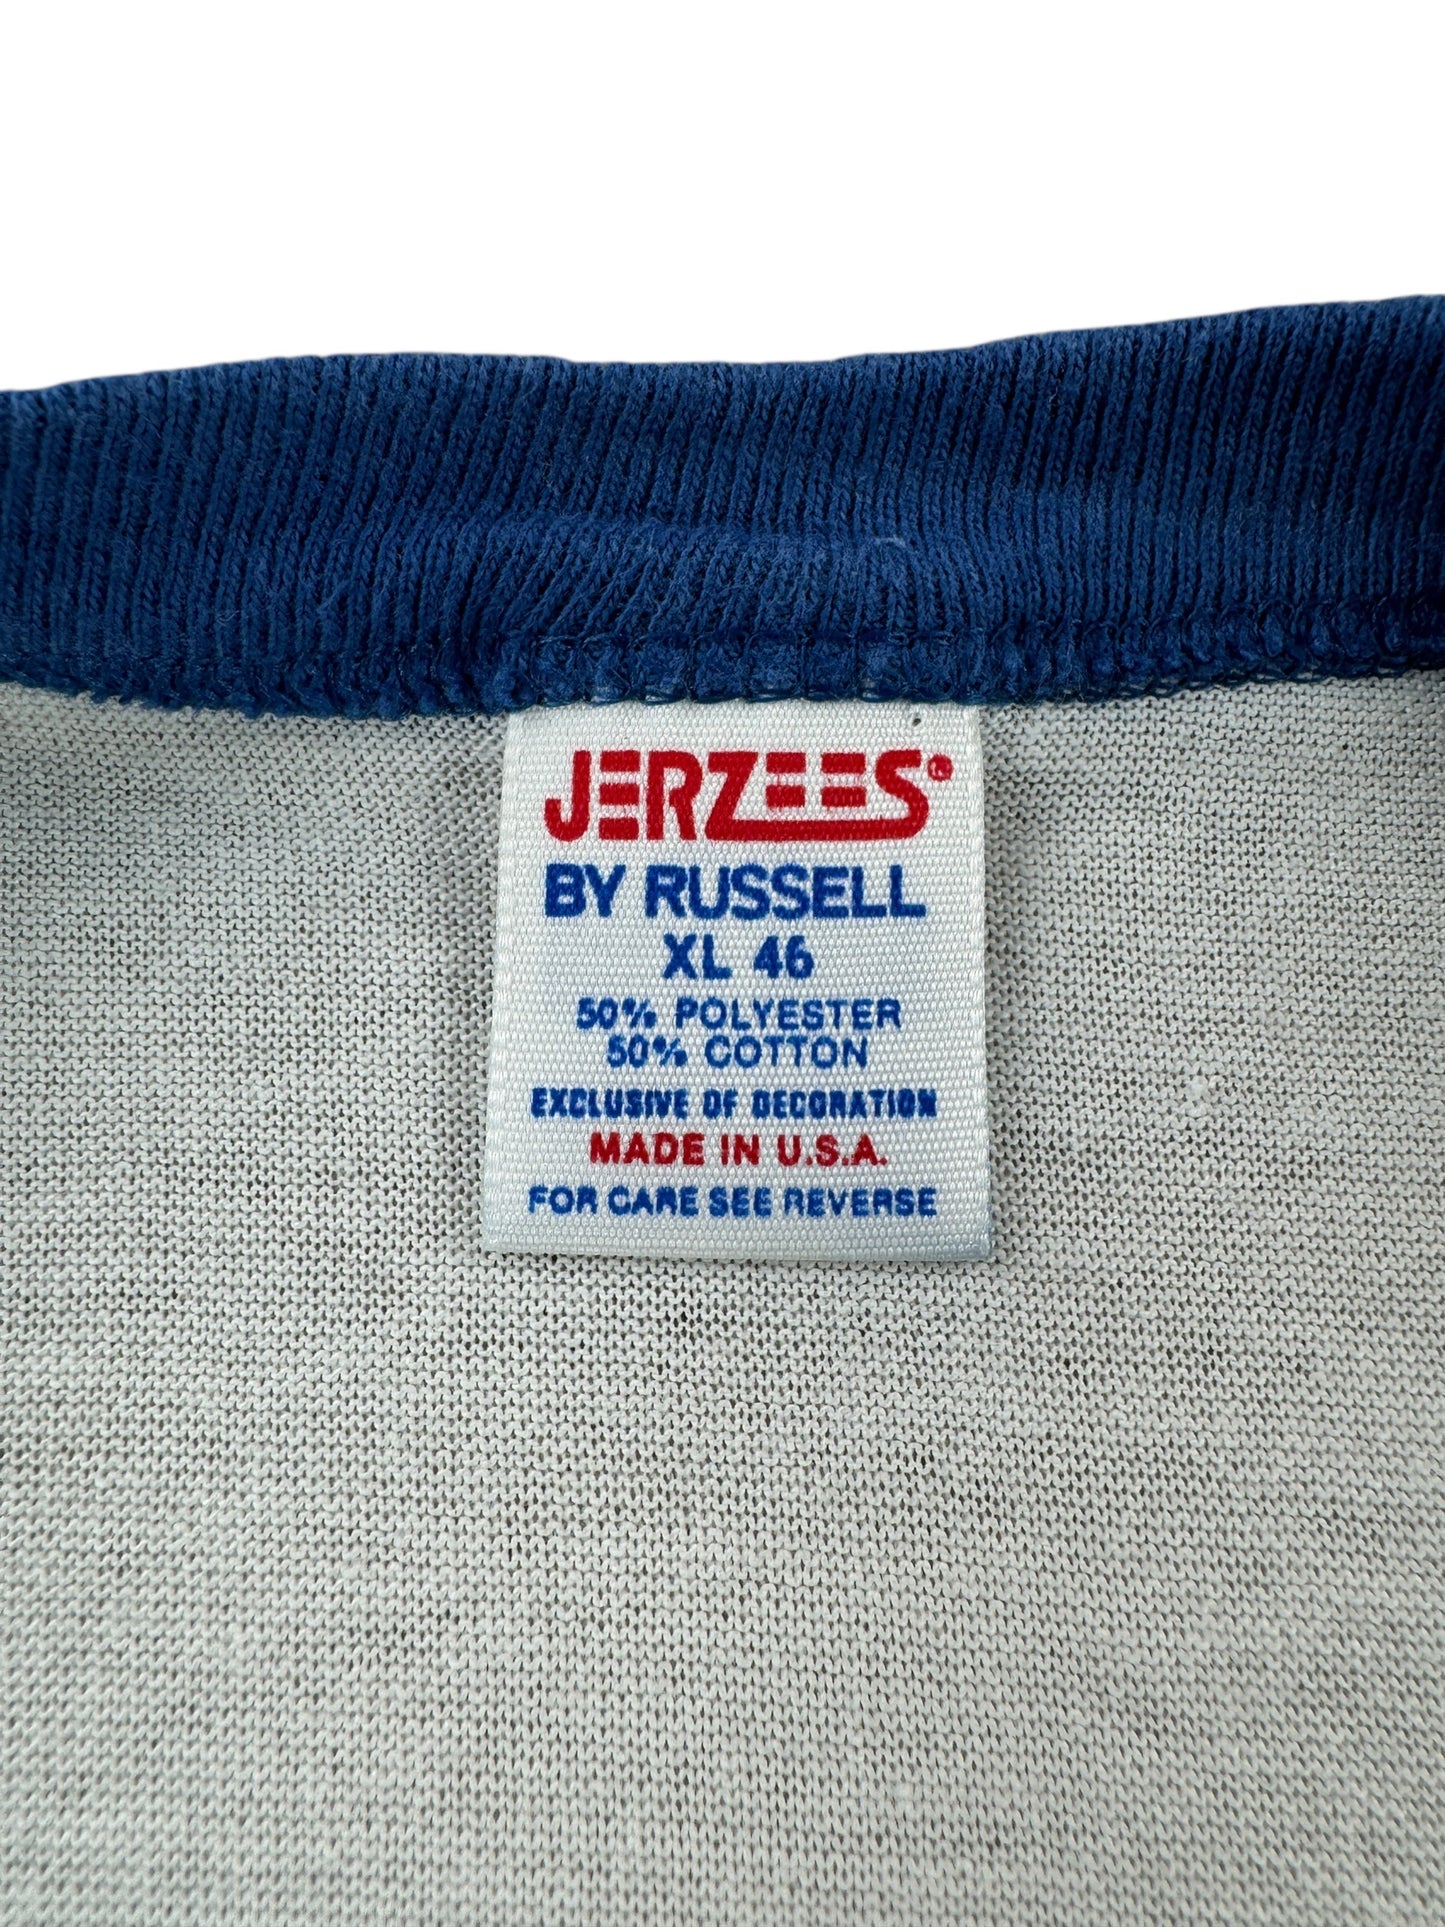 JERZEES®
BY RUSSELL
XL 46
50% POLYESTER
50% COTTON
EXCLUSIVE OF DECORATION
MADE IN U.S.A.
FOR CARE SEE REVERSE